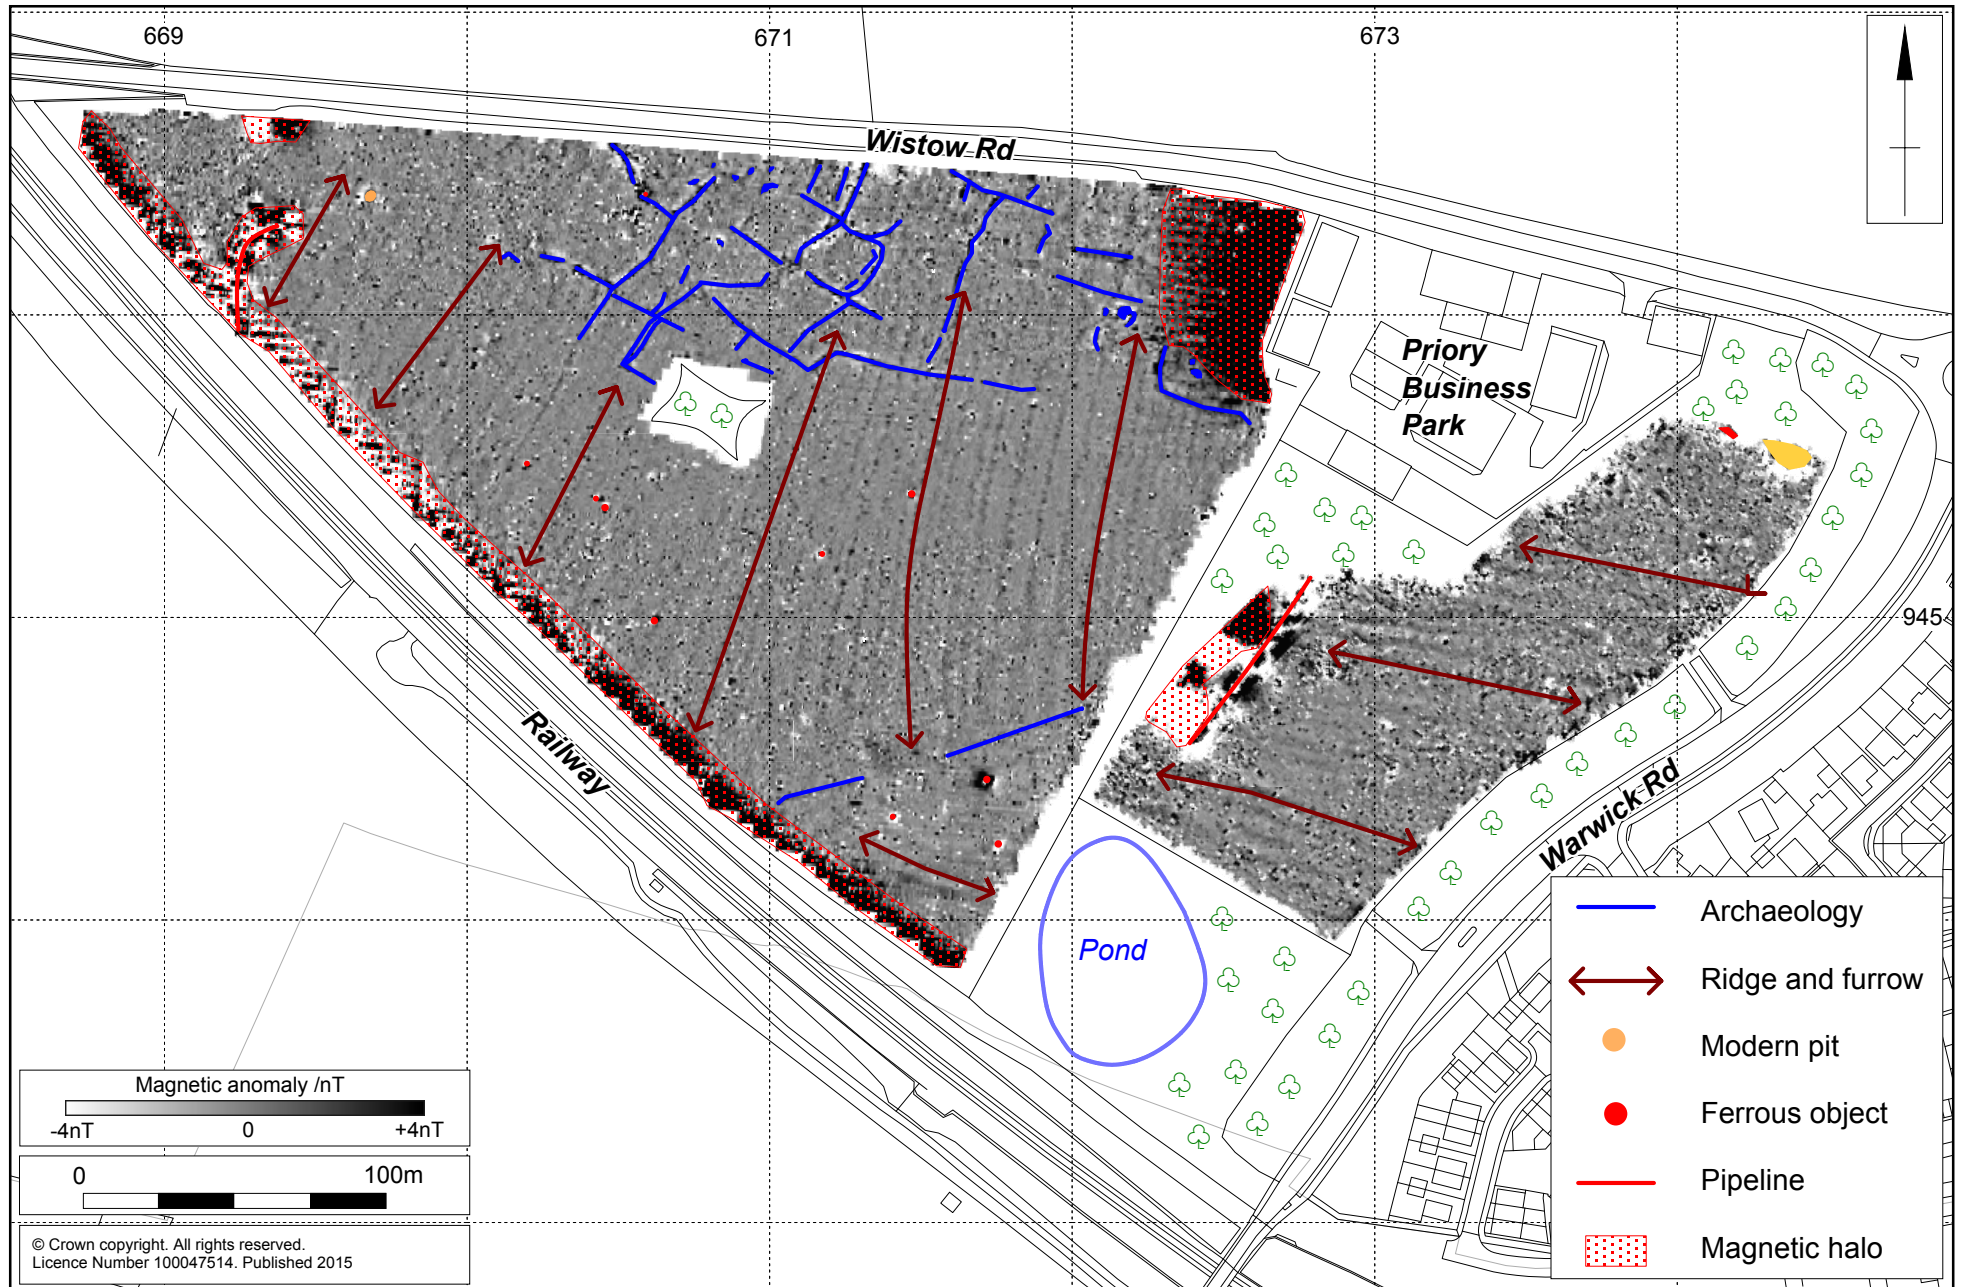 669
671
673
Wistow Rd
Priory
Business
Park
945
Railway
Warwick Rd
Pond
Archaeology
Ridge and furrow
Modern pit
Ferrous object
Pipeline
Magnetic halo
Magnetic anomaly /nT
-4nT 0 +4nT
0 100m
© Crown copyright. All rights reserved.
Licence Number 100047514. Published 2015